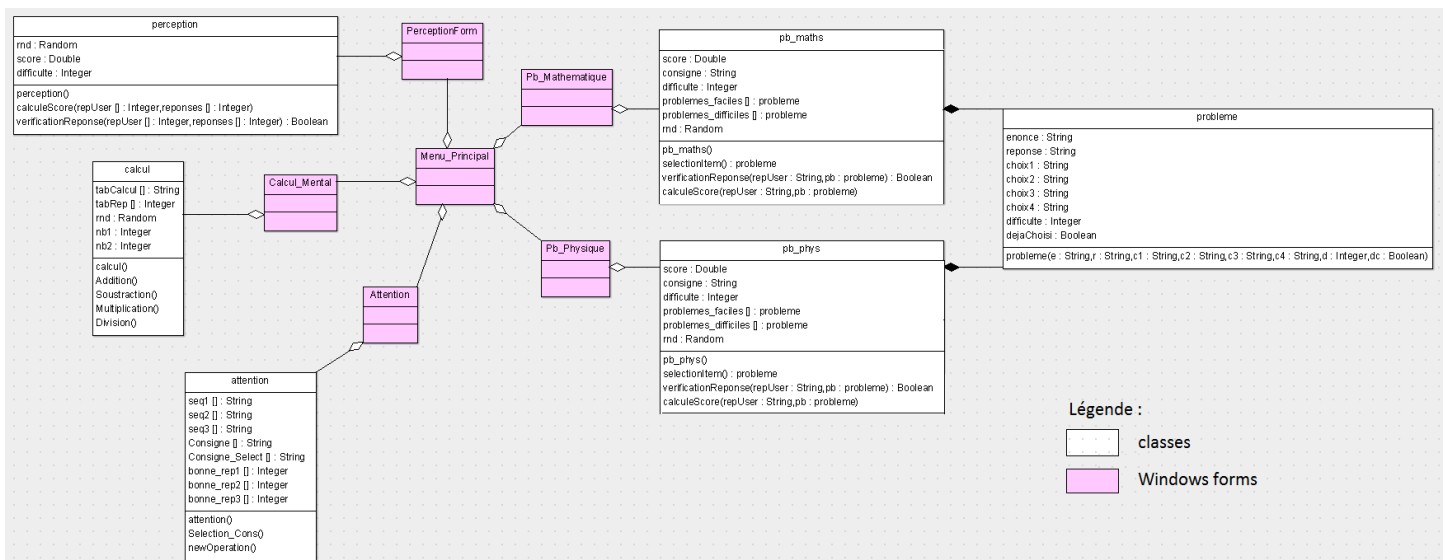 perception
rnd : Random
score : Double
difficulte : Integer
perception()
calculeScore(repUser [] : Integer,reponses [] : Integer)
verificationReponse(repUser [] : Integer,reponses [] : Integer) : Boolean
PerceptionForm
Pb_Mathematique
pb_maths
score : Double
consigne : String
difficulte : Integer
problemes_faciles [] : probleme
problemes_difficiles [] : probleme
rnd : Random
pb_maths()
selectionItem() : probleme
verificationReponse(repUser : String,pb : probleme) : Boolean
calculeScore(repUser : String,pb : probleme)
probleme
enonce : String
reponse : String
choix1 : String
choix2 : String
choix3 : String
choix4 : String
difficulte : Integer
dejaChoisi : Boolean
probleme(e : String,r : String,c1 : String,c2 : String,c3 : String,c4 : String,d : Integer,dc : Boolean)
Menu_Principal
calcul
tabCalcul [] : String
tabRep [] : Integer
rnd : Random
nb1 : Integer
nb2 : Integer
calcul()
Addition()
Soustraction()
Multiplication()
Division()
Calcul_Mental
Pb_Physique
pb_phys
score : Double
consigne : String
difficulte : Integer
problemes_faciles [] : probleme
problemes_difficiles [] : probleme
rnd : Random
pb_phys()
selectionItem() : probleme
verificationReponse(repUser : String,pb : probleme) : Boolean
calculeScore(repUser : String,pb : probleme)
Attention
attention
seq1 [] : String
seq2 [] : String
seq3 [] : String
Consigne [] : String
Consigne_Select [] : String
bonne_rep1 [] : Integer
bonne_rep2 [] : Integer
bonne_rep3 [] : Integer
attention()
Selection_Cons()
newOperation()
Légende :
classes
Windows forms